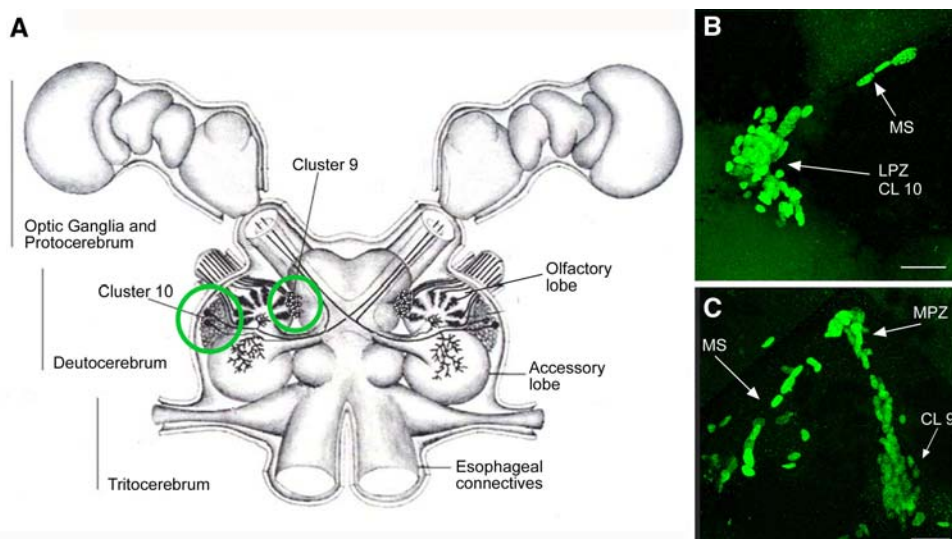 A
Cluster 9
Optic Ganglia and
Protocerebrum
Cluster 10
Olfactory
lobe
Deutocerebrum
Accessory
lobe
Tritocerebrum
Esophageal
connectives
B
MS
LPZ
CL 10
C
MPZ
MS
CL 9